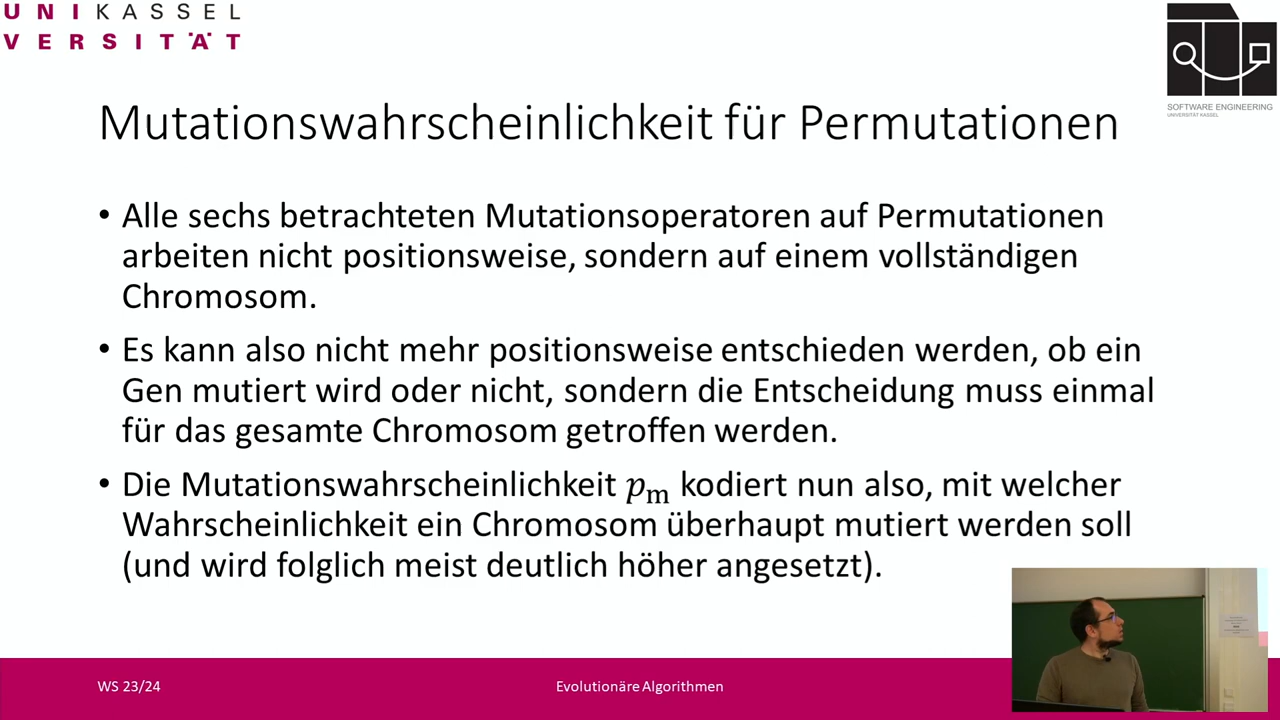 UNIKASSEL
VERSITÄT
SOFTWARE ENGINEERING
UNIVERSITÄT KASSEL
Mutationswahrscheinlichkeit für Permutationen
• Alle sechs betrachteten Mutationsoperatoren auf Permutationen
arbeiten nicht positionsweise, sondern auf einem vollständigen
Chromosom.
• Es kann also nicht mehr positionsweise entschieden werden, ob ein
Gen mutiert wird oder nicht, sondern die Entscheidung muss einmal
für das gesamte Chromosom getroffen werden.
• Die Mutationswahrscheinlichkeit pₘ kodiert nun also, mit welcher
Wahrscheinlichkeit ein Chromosom überhaupt mutiert werden soll
(und wird folglich meist deutlich höher angesetzt).
WS 23/24
Evolutionäre Algorithmen